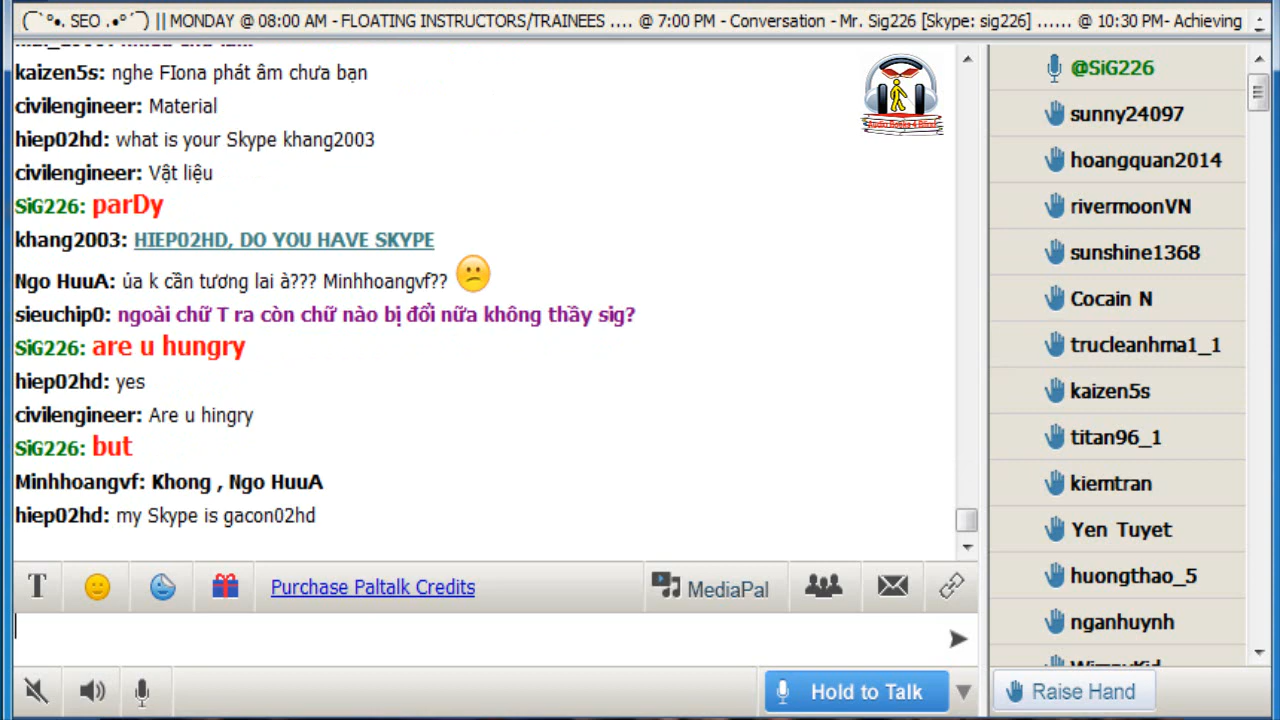 (¯`°•. SEO .•°´¯) || MONDAY @ 08:00 AM - FLOATING INSTRUCTORS/TRAINEES .... @ 7:00 PM - Conversation - Mr. Sig226 [Skype: sig226] ...... @ 10:30 PM- Achieving
kaizen5s: nghe FIona phát âm chưa bạn
civilengineer: Material
hiep02hd: what is your Skype khang2003
civilengineer: Vật liệu
SiG226: parDy
khang2003: HIEP02HD, DO YOU HAVE SKYPE
Ngo HuuA: ủa k cần tương lai à??? Minhhoangvf??
sieuchip0: ngoài chữ T ra còn chữ nào bị đổi nữa không thầy sig?
SiG226: are u hungry
hiep02hd: yes
civilengineer: Are u hingry
SiG226: but
Minhhoangvf: Khong , Ngo HuuA
hiep02hd: my Skype is gacon02hd
T
Purchase Paltalk Credits
MediaPal
Hold to Talk
@SiG226
sunny24097
hoangquan2014
rivermoonVN
sunshine1368
Cocain N
trucleanhma1_1
kaizen5s
titan96_1
kiemtran
Yen Tuyet
huongthao_5
nganhuynh
Raise Hand